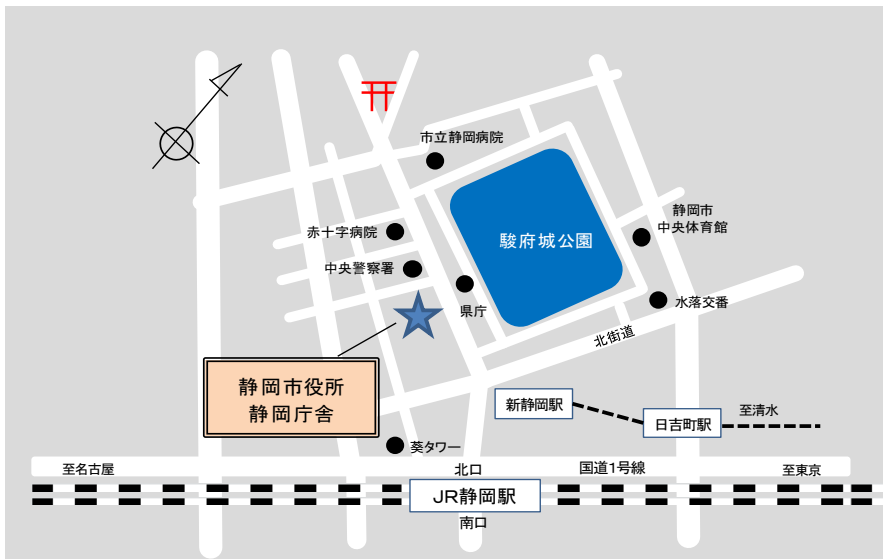 市立静岡病院
静岡市
中央体育館
赤十字病院
駿府城公園
中央警察署
県庁
水落交番
北街道
静岡市役所
静岡庁舎
新静岡駅
日吉町駅
至清水
葵タワー
至名古屋
北口
国道1号線
至東京
JR静岡駅
南口